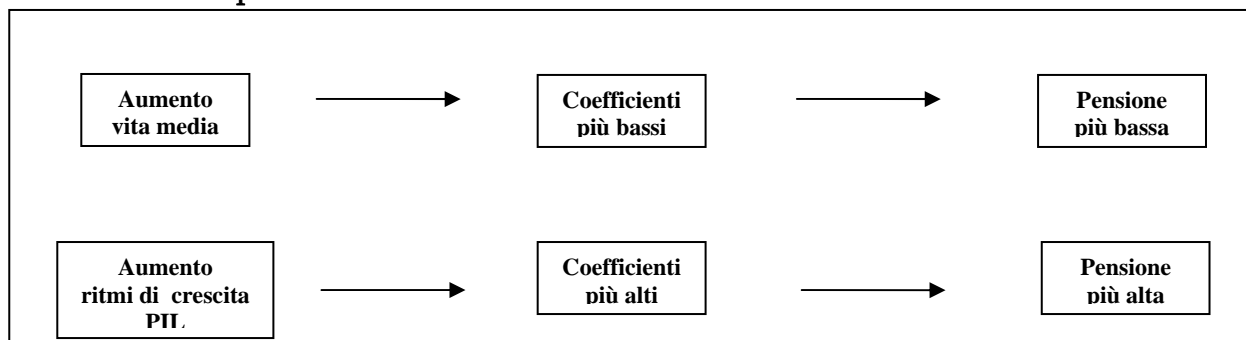 Aumento
vita media
Coefficienti
più bassi
Pensione
più bassa
Aumento
ritmi di crescita
PIL
Coefficienti
più alti
Pensione
più alta